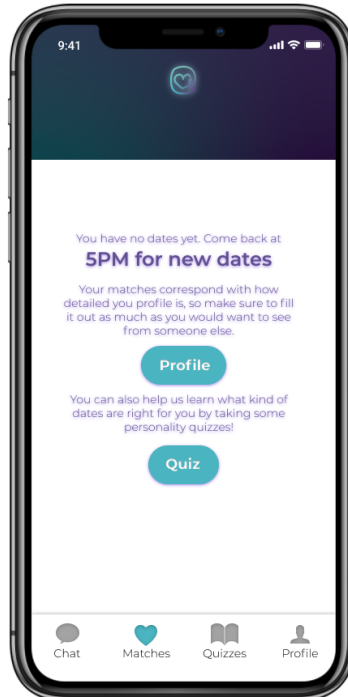 9:41
You have no dates yet. Come back at
5PM for new dates
Your matches correspond with how
detailed you profile is, so make sure to fill
it out as much as you would want to see
from someone else.
Profile
You can also help us learn what kind of
dates are right for you by taking some
personality quizzes!
Quiz
Chat Matches Quizzes Profile